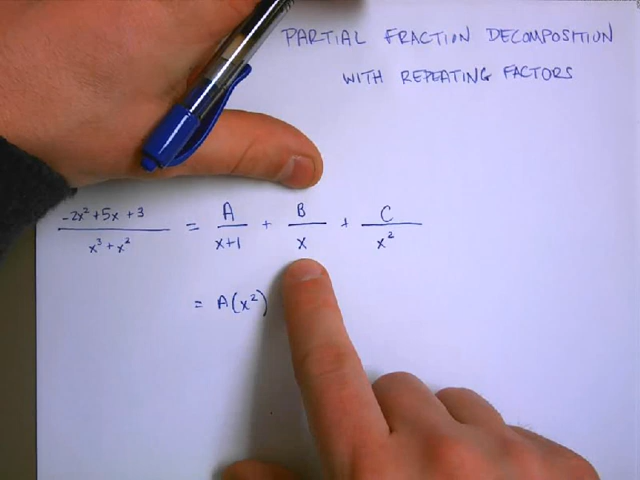 PARTIAL FRACTION DECOMPOSITION
WITH REPEATING FACTORS
-2x² + 5x + 3 / x³ + x² = A / x+1 + B / x + C / x²
= A(x²)